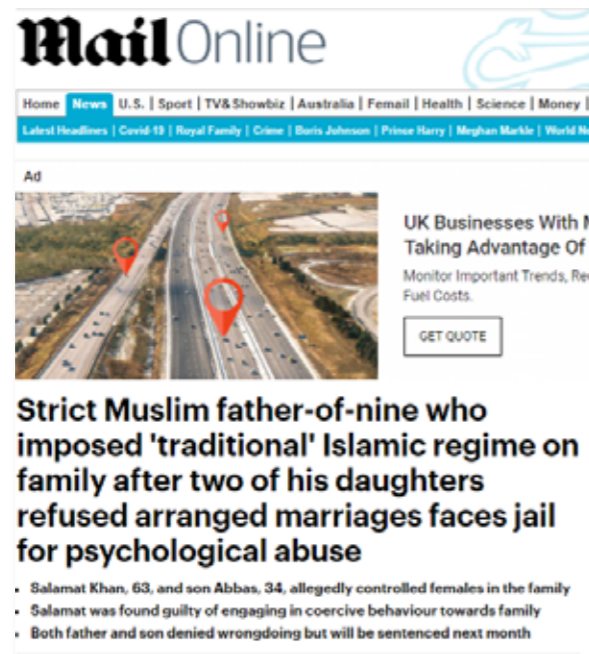 Mail Online
Home News U.S. | Sport | TV&Showbiz | Australia | Femail | Health | Science | Money |
Latest Headlines | Covid-19 | Royal Family | Crime | Boris Johnson | Prince Harry | Meghan Markle | World
Ad
UK Businesses With
Taking Advantage Of
Monitor Important Trends,
Fuel Costs.
GET QUOTE
Strict Muslim father-of-nine who
imposed 'traditional' Islamic regime on
family after two of his daughters
refused arranged marriages faces jail
for psychological abuse
• Salamat Khan, 63, and son Abbas, 34, allegedly controlled females in the family
• Salamat was found guilty of engaging in coercive behaviour towards family
• Both father and son denied wrongdoing but will be sentenced next month